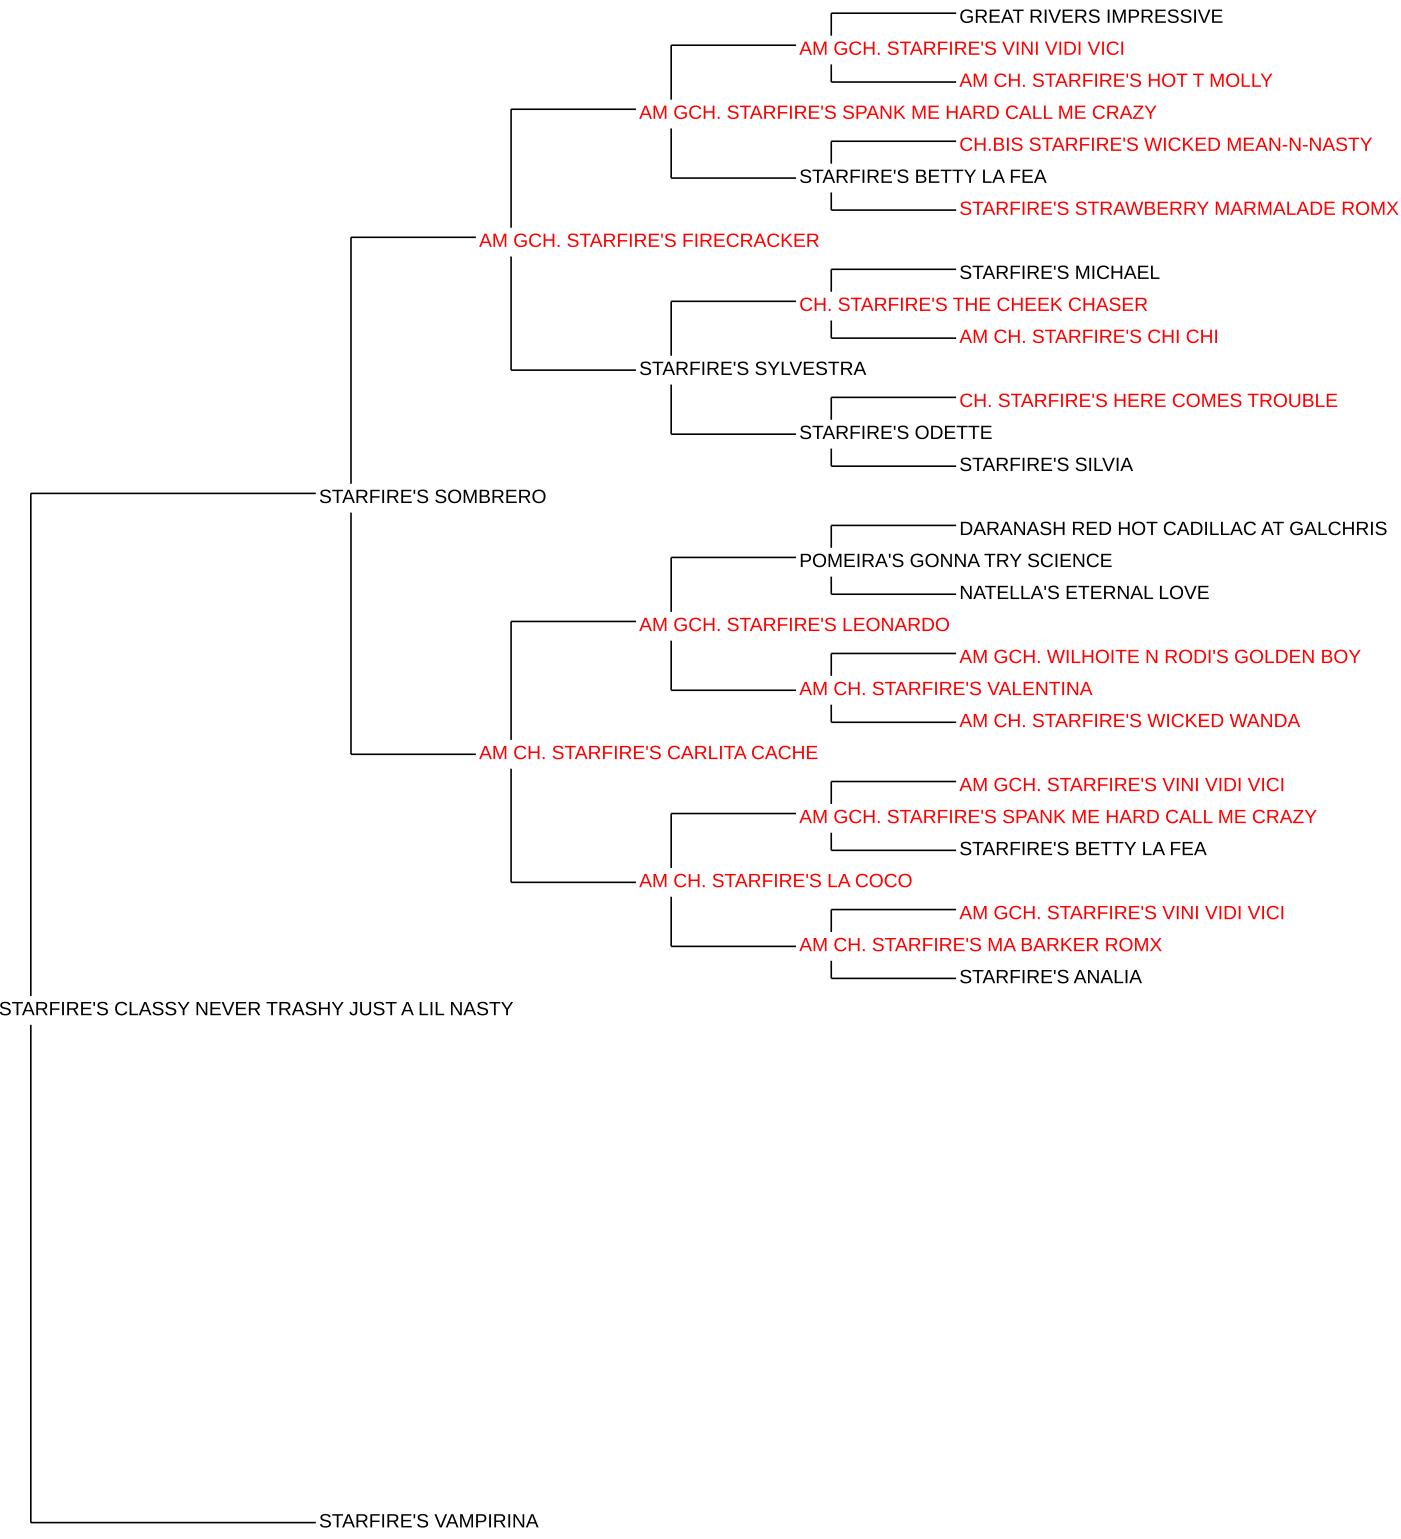 GREAT RIVERS IMPRESSIVE
AM GCH. STARFIRE'S VINI VIDI VICI
AM CH. STARFIRE'S HOT T MOLLY
AM GCH. STARFIRE'S SPANK ME HARD CALL ME CRAZY
CH.BIS STARFIRE'S WICKED MEAN-N-NASTY
STARFIRE'S BETTY LA FEA
STARFIRE'S STRAWBERRY MARMALADE ROMX
AM GCH. STARFIRE'S FIRECRACKER
STARFIRE'S MICHAEL
CH. STARFIRE'S THE CHEEK CHASER
AM CH. STARFIRE'S CHI CHI
STARFIRE'S SYLVESTRA
CH. STARFIRE'S HERE COMES TROUBLE
STARFIRE'S ODETTE
STARFIRE'S SILVIA
STARFIRE'S SOMBRERO
DARANASH RED HOT CADILLAC AT GALCHRIS
POMEIRA'S GONNA TRY SCIENCE
NATELLA'S ETERNAL LOVE
AM GCH. STARFIRE'S LEONARDO
AM GCH. WILHOITE N RODI'S GOLDEN BOY
AM CH. STARFIRE'S VALENTINA
AM CH. STARFIRE'S WICKED WANDA
AM CH. STARFIRE'S CARLITA CACHE
AM GCH. STARFIRE'S VINI VIDI VICI
AM GCH. STARFIRE'S SPANK ME HARD CALL ME CRAZY
STARFIRE'S BETTY LA FEA
AM CH. STARFIRE'S LA COCO
AM GCH. STARFIRE'S VINI VIDI VICI
AM CH. STARFIRE'S MA BARKER ROMX
STARFIRE'S ANALIA
STARFIRE'S CLASSY NEVER TRASHY JUST A LIL NASTY
STARFIRE'S VAMPIRINA